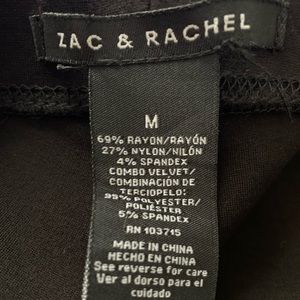 ZAC & RACHEL
M
69% RAYON/RAYÓN
27% NYLON/NILÓN
4% SPANDEX
COMBO VELVET/
COMBINACIÓN DE
TERCIOPELO:
95% POLYESTER/
POLIÉSTER
5% SPANDEX
RN 103715
MADE IN CHINA
HECHO EN CHINA
See reverse for care
Ver al dorso para el
cuidado